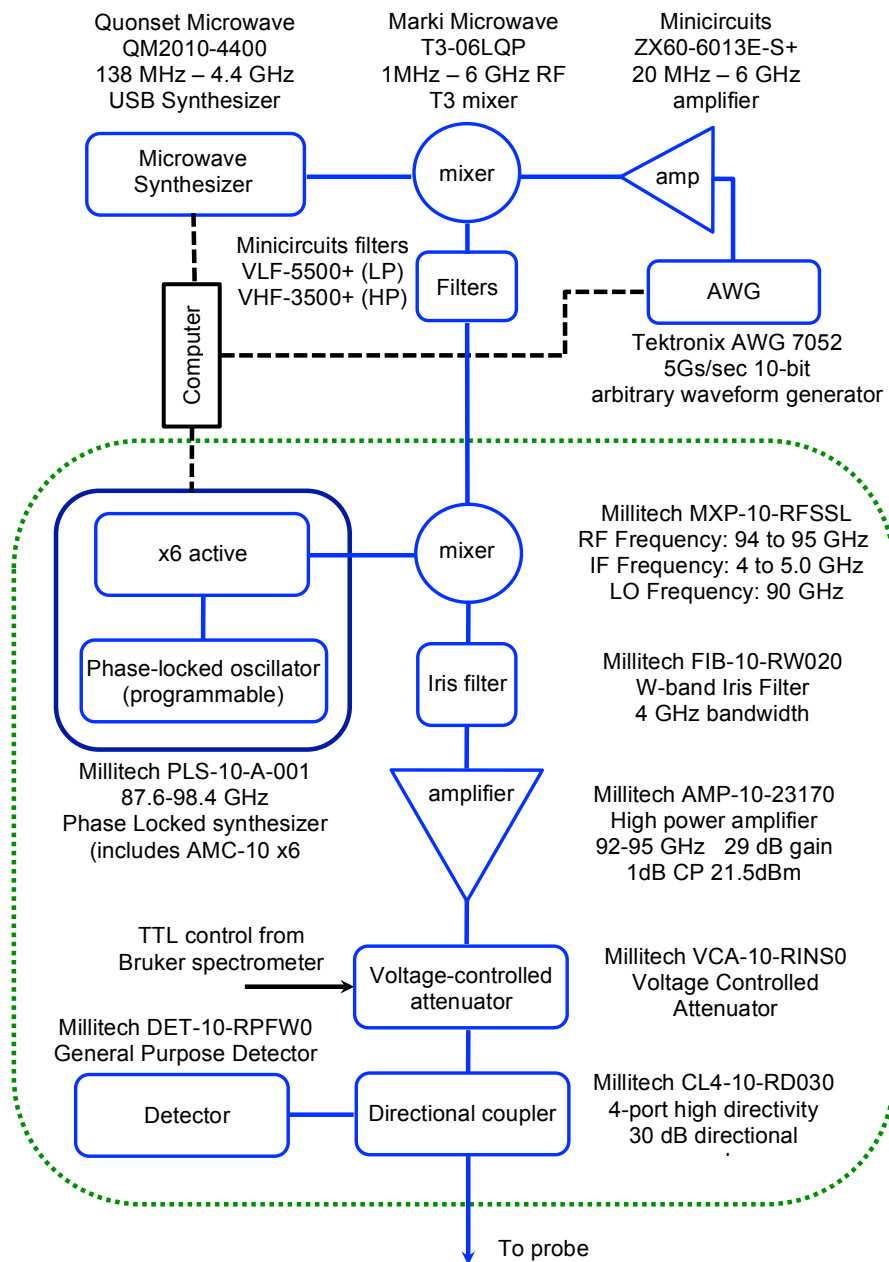 Quonset Microwave
QM2010-4400
138 MHz – 4.4 GHz
USB Synthesizer
Marki Microwave
T3-06LQP
1MHz – 6 GHz RF
T3 mixer
Minicircuits
ZX60-6013E-S+
20 MHz – 6 GHz
amplifier
Microwave
Synthesizer
mixer
amp
Minicircuits filters
VLF-5500+ (LP)
VHF-3500+ (HP)
Filters
AWG
Computer
Tektronix AWG 7052
5Gs/sec 10-bit
arbitrary waveform generator
x6 active
mixer
Millitech MXP-10-RFSSL
RF Frequency: 94 to 95 GHz
IF Frequency: 4 to 5.0 GHz
LO Frequency: 90 GHz
Phase-locked oscillator
(programmable)
Iris filter
Millitech FIB-10-RW020
W-band Iris Filter
4 GHz bandwidth
Millitech PLS-10-A-001
87.6-98.4 GHz
Phase Locked synthesizer
(includes AMC-10 x6
amplifier
Millitech AMP-10-23170
High power amplifier
92-95 GHz 29 dB gain
1dB CP 21.5dBm
TTL control from
Bruker spectrometer
Voltage-controlled
attenuator
Millitech VCA-10-RINS0
Voltage Controlled
Attenuator
Millitech DET-10-RPFW0
General Purpose Detector
Detector
Directional coupler
Millitech CL4-10-RD030
4-port high directivity
30 dB directional
To probe